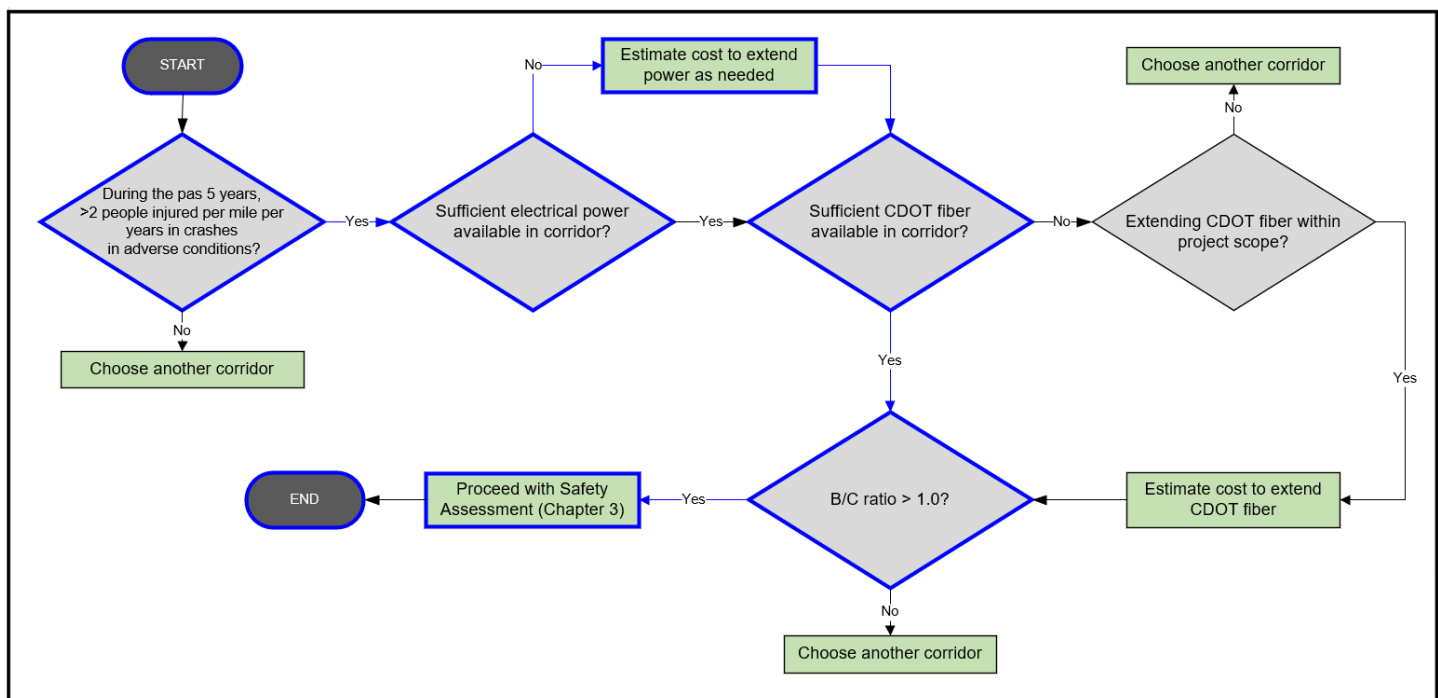 START
During the pas 5 years,
>2 people injured per mile per
years in crashes
in adverse conditions?
No
Choose another corridor
Yes
Sufficient electrical power
available in corridor?
No
Estimate cost to extend
power as needed
Yes
Sufficient CDOT fiber
available in corridor?
No
Extending CDOT fiber within
project scope?
No
Choose another corridor
Yes
Estimate cost to extend
CDOT fiber
Yes
B/C ratio > 1.0?
No
Choose another corridor
Yes
Proceed with Safety
Assessment (Chapter 3)
END